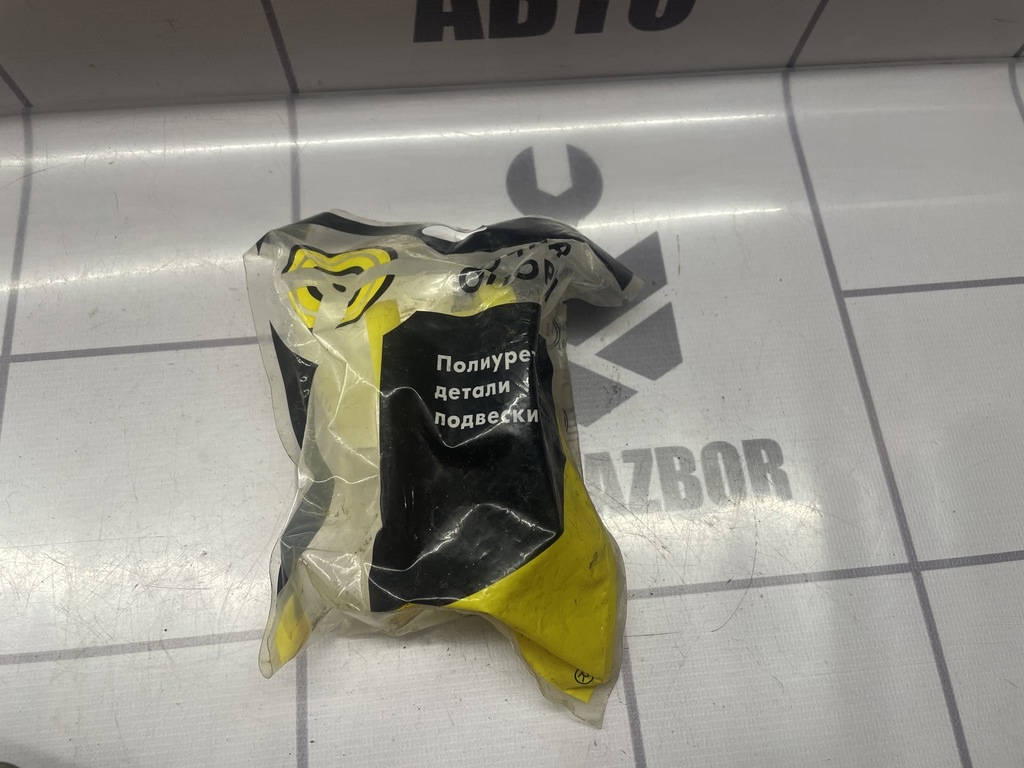 АВТО
Полиуре
детали
подвески
AZBOR
®